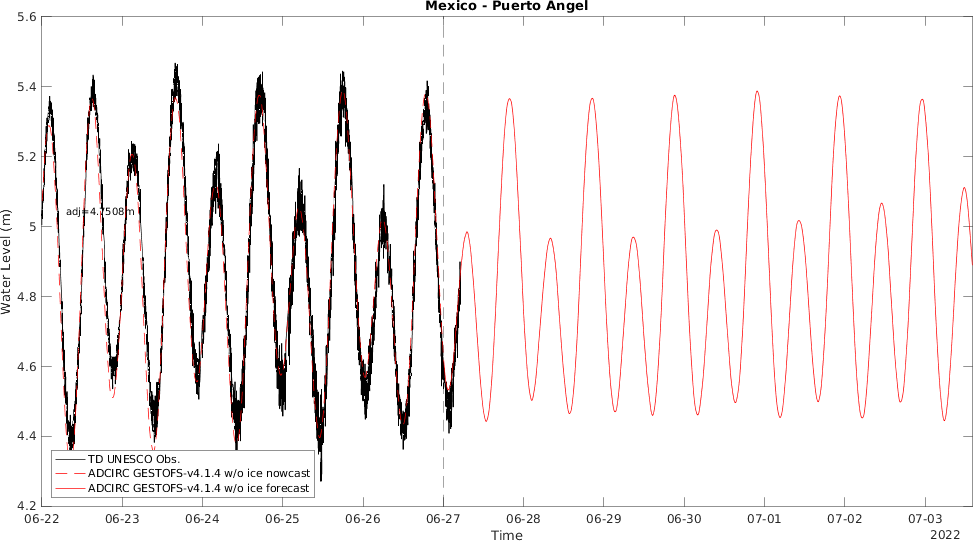 Mexico - Puerto Angel
5.6
5.4
5.2
5
4.8
4.6
4.4
4.2
Water Level (m)
adj=4.7508m
TD UNESCO Obs.
ADCIRC GESTOFS-v4.1.4 w/o ice nowcast
ADCIRC GESTOFS-v4.1.4 w/o ice forecast
06-22 06-23 06-24 06-25 06-26 06-27 06-28 06-29 06-30 07-01 07-02 07-03
Time
2022